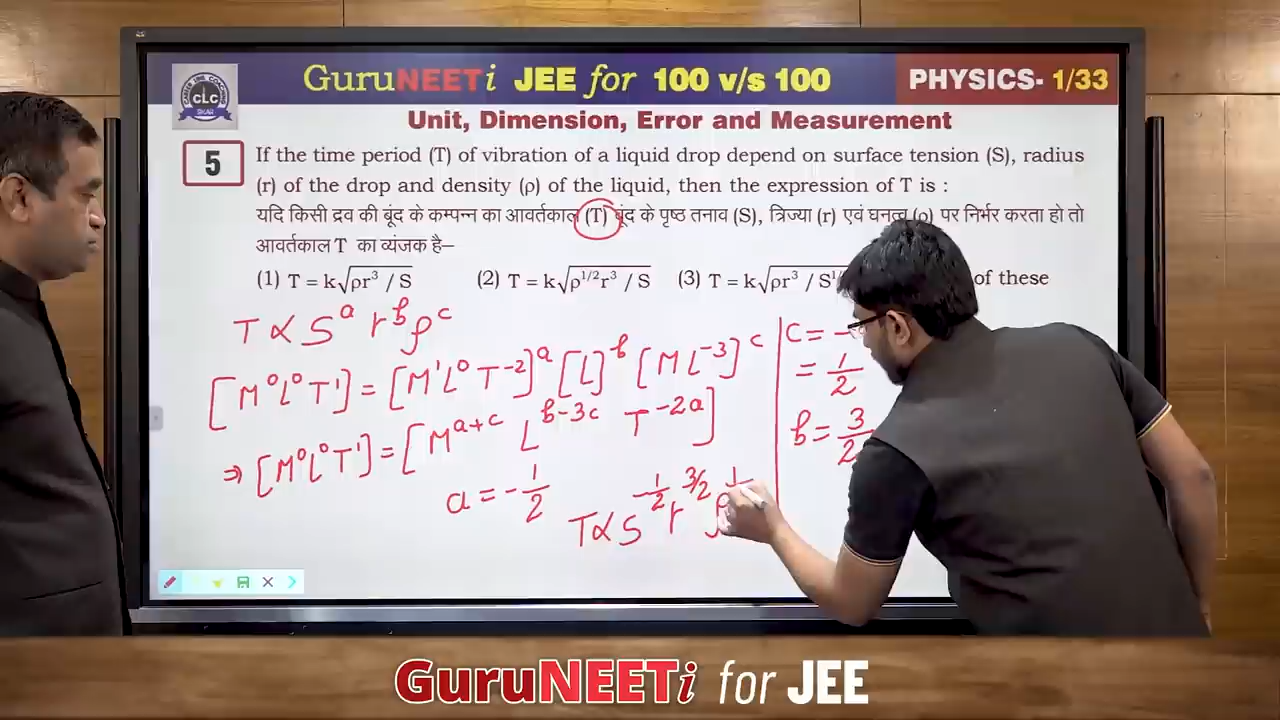 GuruNEETi JEE for 100 v/s 100
PHYSICS- 1/33
CLC
SIKAR
Unit, Dimension, Error and Measurement
5
If the time period (T) of vibration of a liquid drop depend on surface tension (S), radius
(r) of the drop and density (ρ) of the liquid, then the expression of T is :
यदि किसी द्रव की बूंद के कम्पन्न का आवर्तकाल (T) बूंद के पृष्ठ तनाव (S), त्रिज्या (r) एवं घनत्व (ρ) पर निर्भर करता हो तो
आवर्तकाल T का व्यंजक है–
(1) T = k√ρr³ / S (2) T = k√ρ^1/2 r³ / S (3) T = k√ρr³ / S of these
T ∝ S^a r^b ρ^c
[M⁰L⁰T¹] = [M¹L⁰T⁻²]^a [L]^b [ML⁻³]^c
⇒ [M⁰L⁰T¹] = [M^a+c L^b-3c T^-2a]
a = -1/2
T ∝ S^-1/2 r^3/2 ρ
c = -
= 1/2
b = 3/2
GuruNEETi for JEE